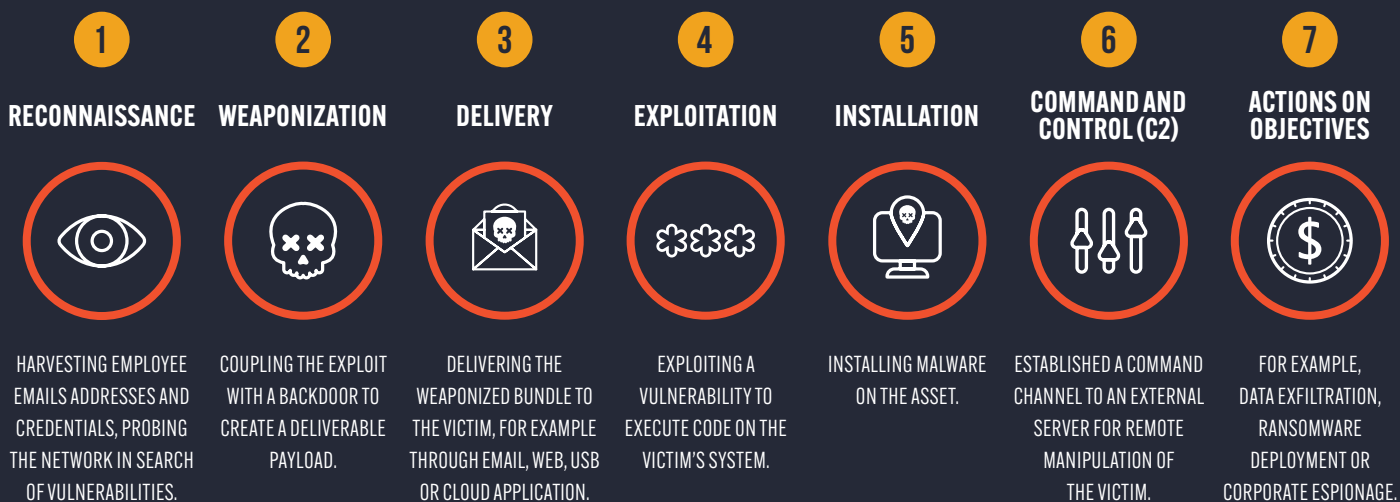 1
RECONNAISSANCE
HARVESTING EMPLOYEE
EMAILS ADDRESSES AND
CREDENTIALS, PROBING
THE NETWORK IN SEARCH
OF VULNERABILITIES.
2
WEAPONIZATION
COUPLING THE EXPLOIT
WITH A BACKDOOR TO
CREATE A DELIVERABLE
PAYLOAD.
3
DELIVERY
DELIVERING THE
WEAPONIZED BUNDLE TO
THE VICTIM, FOR EXAMPLE
THROUGH EMAIL, WEB, USB
OR CLOUD APPLICATION.
4
EXPLOITATION
EXPLOITING A
VULNERABILITY TO
EXECUTE CODE ON THE
VICTIM'S SYSTEM.
5
INSTALLATION
INSTALLING MALWARE
ON THE ASSET.
6
COMMAND AND
CONTROL (C2)
ESTABLISHED A COMMAND
CHANNEL TO AN EXTERNAL
SERVER FOR REMOTE
MANIPULATION OF
THE VICTIM.
7
ACTIONS ON
OBJECTIVES
$
FOR EXAMPLE,
DATA EXFILTRATION,
RANSOMWARE
DEPLOYMENT OR
CORPORATE ESPIONAGE.